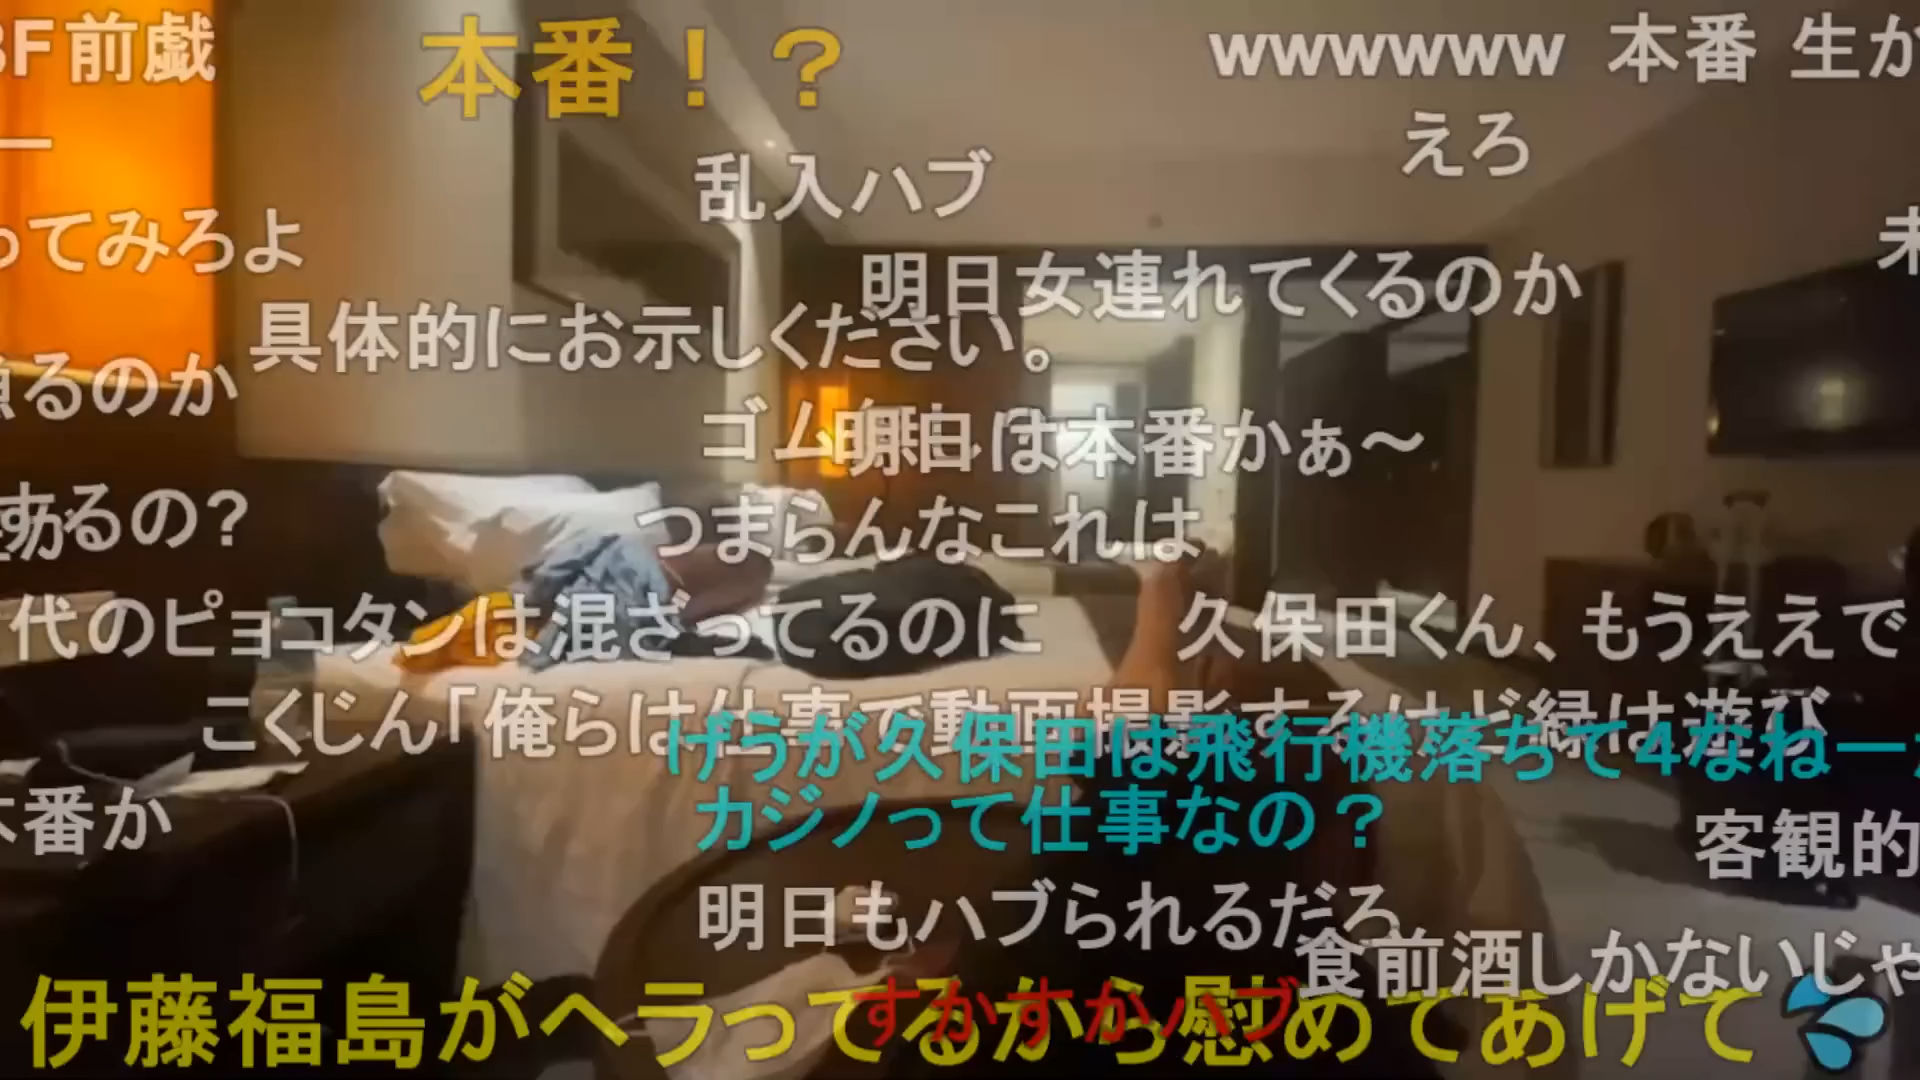 BF前戯
本番！？
wwwwwww
本番
生か
えろ
乱入ハブ
ってみろよ
明日女連れてくるのか
具体的にお示しください。
るのか
ゴム
明日は本番かぁ～
するの？
つまらんなこれは
代のピョコタンは混ざってるのに
久保田くん、もうええで
こくじん「俺らは仕事で動画撮影するけど緑は遊び
げうが久保田は飛行機落ちて4なねー
カジノって仕事なの？
本番か
客観的
明日もハブられるだろ
食前酒しかないじゃ
伊藤福島がヘラってるから慰めてあげて💦
すかすかハブ